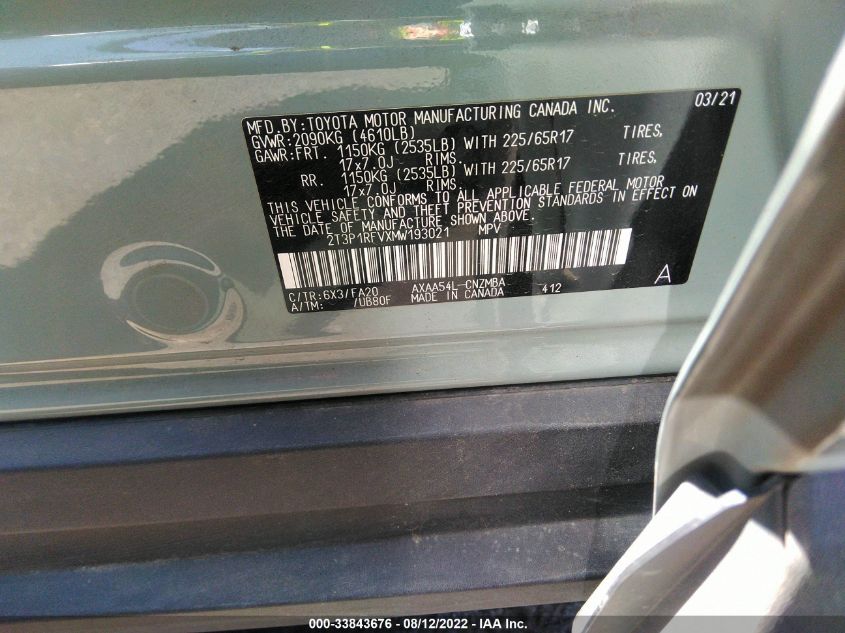 MFD.BY:TOYOTA MOTOR MANUFACTURING CANADA INC. 03/21
GVWR:2090KG (4610LB)
GAWR:FRT. 1150KG (2535LB) WITH 225/65R17 TIRES,
17x7.0J RIMS.
RR. 1150KG (2535LB) WITH 225/65R17 TIRES,
17x7.0J RIMS.
THIS VEHICLE CONFORMS TO ALL APPLICABLE FEDERAL MOTOR
VEHICLE SAFETY AND THEFT PREVENTION STANDARDS IN EFFECT ON
THE DATE OF MANUFACTURE SHOWN ABOVE.
2T3P1RFVXMW193021 MPV
A
C/TR:6X3/FA20 AXAA54L-CNZMBA 412
A/TM: /UB80F MADE IN CANADA
000-33843676 - 08/12/2022 - IAA Inc.